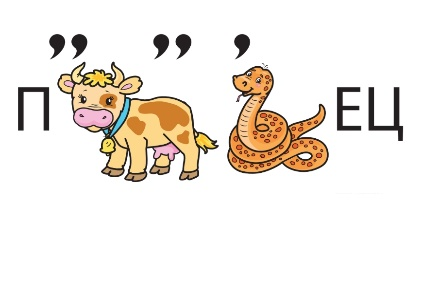 ,, ,, ,
П ЕЦ